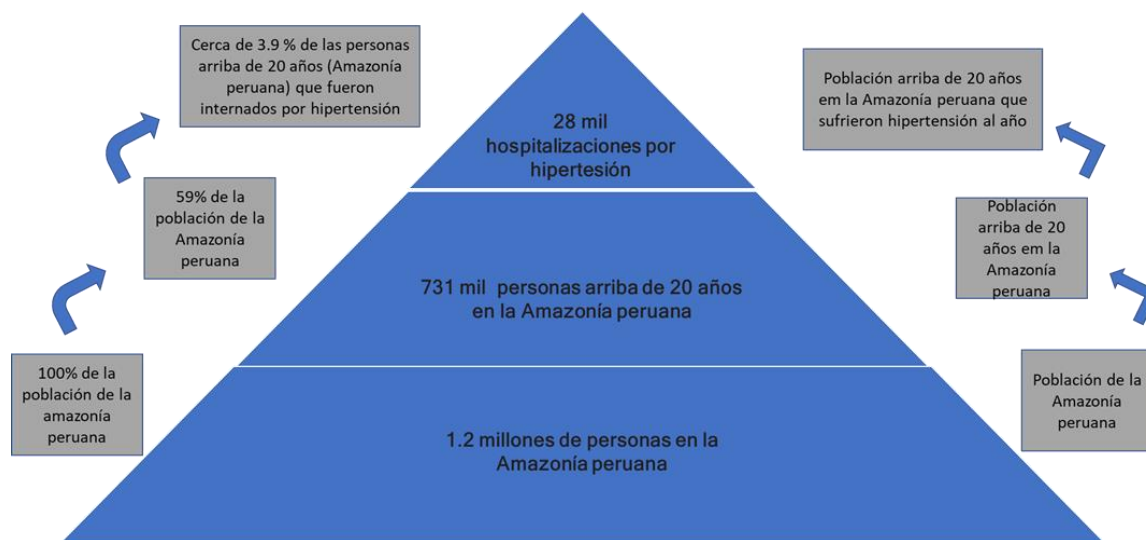 Cerca de 3.9 % de las personas
arriba de 20 años (Amazonía
peruana) que fueron
internados por hipertensión
Población arriba de 20 años
em la Amazonía peruana que
sufrieron hipertensión al año
28 mil
hospitalizaciones por
hipertesión
59% de la
población de la
Amazonía
peruana
Población
arriba de 20
años em la
Amazonía
peruana
731 mil personas arriba de 20 años
en la Amazonía peruana
100% de la
población de la
amazonía
peruana
Población de la
Amazonía
peruana
1.2 millones de personas en la
Amazonía peruana